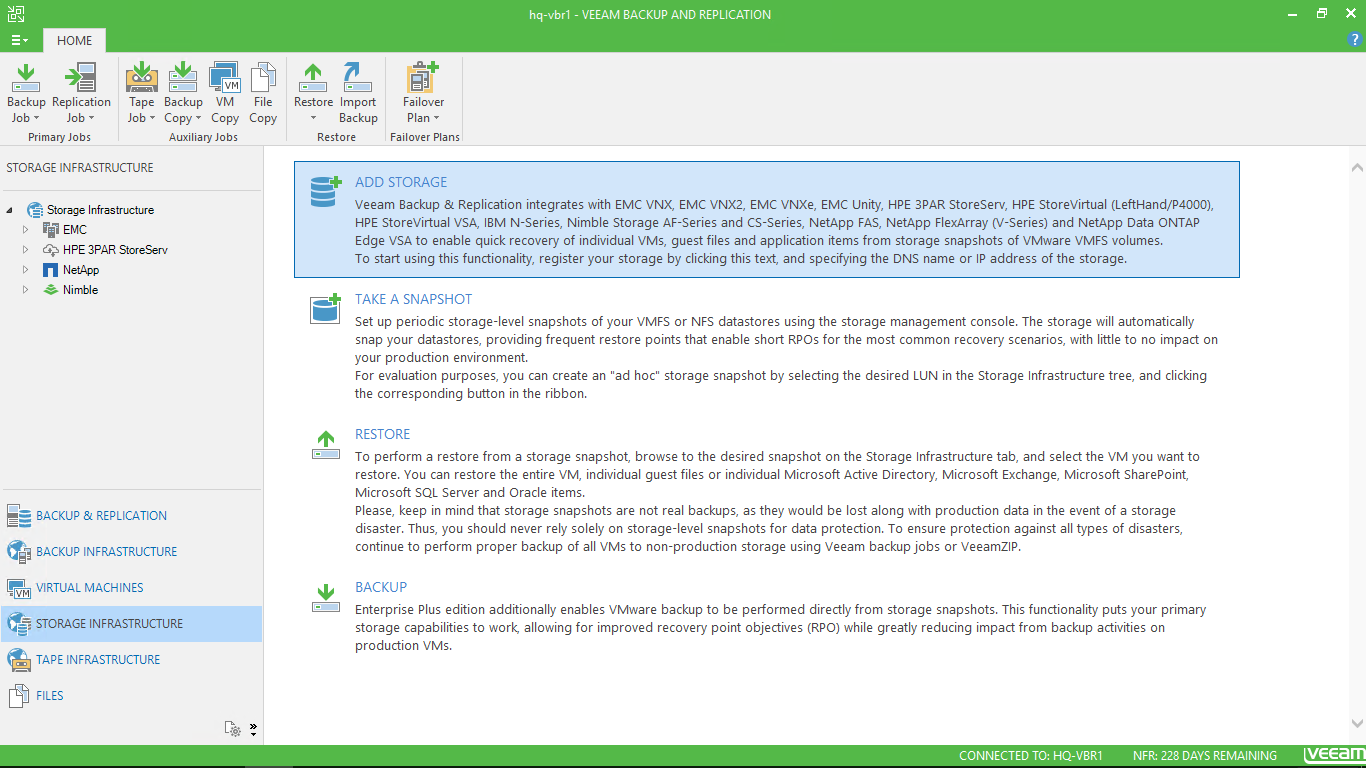 hq-vbr1 - VEEAM BACKUP AND REPLICATION
HOME
?
Backup Job
Replication Job
Primary Jobs
Tape Job
Backup Copy
VM
VM Copy
File Copy
Auxiliary Jobs
Restore
Import Backup
Restore
Failover Plan
Failover Plans
STORAGE INFRASTRUCTURE
Storage Infrastructure
EMC
HPE 3PAR StoreServ
NetApp
Nimble
BACKUP & REPLICATION
BACKUP INFRASTRUCTURE
VM
VIRTUAL MACHINES
STORAGE INFRASTRUCTURE
TAPE INFRASTRUCTURE
FILES
ADD STORAGE
Veeam Backup & Replication integrates with EMC VNX, EMC VNX2, EMC VNXe, EMC Unity, HPE 3PAR StoreServ, HPE StoreVirtual (LeftHand/P4000),
HPE StoreVirtual VSA, IBM N-Series, Nimble Storage AF-Series and CS-Series, NetApp FAS, NetApp FlexArray (V-Series) and NetApp Data ONTAP
Edge VSA to enable quick recovery of individual VMs, guest files and application items from storage snapshots of VMware VMFS volumes.
To start using this functionality, register your storage by clicking this text, and specifying the DNS name or IP address of the storage.
TAKE A SNAPSHOT
Set up periodic storage-level snapshots of your VMFS or NFS datastores using the storage management console. The storage will automatically
snap your datastores, providing frequent restore points that enable short RPOs for the most common recovery scenarios, with little to no impact on
your production environment.
For evaluation purposes, you can create an "ad hoc" storage snapshot by selecting the desired LUN in the Storage Infrastructure tree, and clicking
the corresponding button in the ribbon.
RESTORE
To perform a restore from a storage snapshot, browse to the desired snapshot on the Storage Infrastructure tab, and select the VM you want to
restore. You can restore the entire VM, individual guest files or individual Microsoft Active Directory, Microsoft Exchange, Microsoft SharePoint,
Microsoft SQL Server and Oracle items.
Please, keep in mind that storage snapshots are not real backups, as they would be lost along with production data in the event of a storage
disaster. Thus, you should never rely solely on storage-level snapshots for data protection. To ensure protection against all types of disasters,
continue to perform proper backup of all VMs to non-production storage using Veeam backup jobs or VeeamZIP.
BACKUP
Enterprise Plus edition additionally enables VMware backup to be performed directly from storage snapshots. This functionality puts your primary
storage capabilities to work, allowing for improved recovery point objectives (RPO) while greatly reducing impact from backup activities on
production VMs.
CONNECTED TO: HQ-VBR1
NFR: 228 DAYS REMAINING
veeam